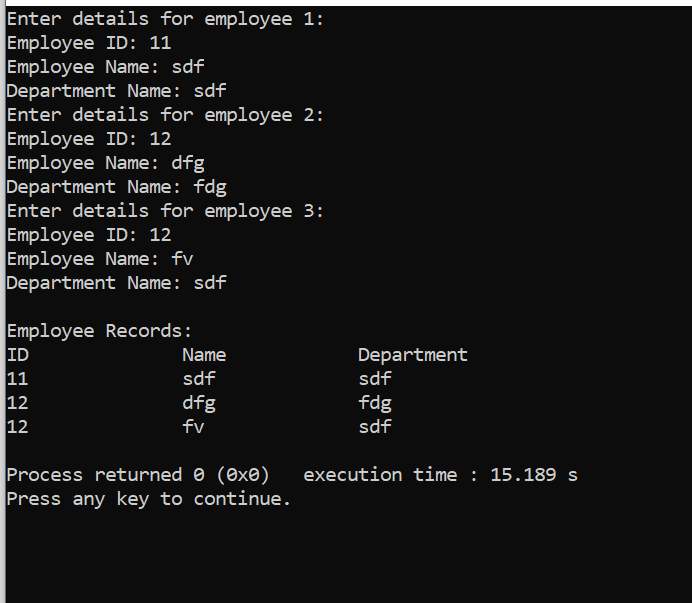 Enter details for employee 1:
Employee ID: 11
Employee Name: sdf
Department Name: sdf
Enter details for employee 2:
Employee ID: 12
Employee Name: dfg
Department Name: fdg
Enter details for employee 3:
Employee ID: 12
Employee Name: fv
Department Name: sdf

Employee Records:
ID                Name            Department
11                sdf             sdf
12                dfg             fdg
12                fv              sdf

Process returned 0 (0x0)   execution time : 15.189 s
Press any key to continue.